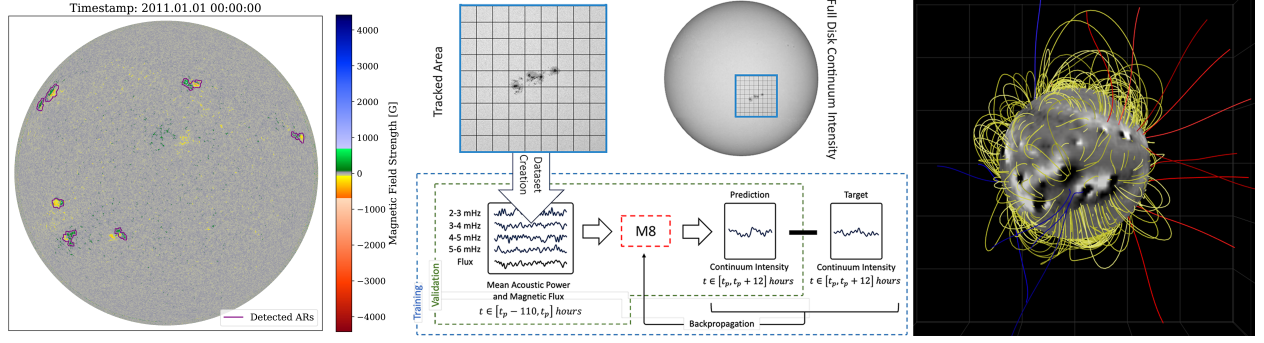 Timestamp: 2011.01.01 00:00:00
4000
3000
2000
1000
0
−1000
−2000
−3000
−4000
Magnetic Field Strength [G]
Detected ARs
Tracked Area
Full Disk Continuum Intensity
Dataset
Creation
Training
Validation
2-3 mHz
3-4 mHz
4-5 mHz
5-6 mHz
Flux
Mean Acoustic Power
and Magnetic Flux
t ∈ [tₚ − 110, tₚ] hours
M8
Prediction
Continuum Intensity
t ∈ [tₚ, tₚ + 12] hours
Target
Continuum Intensity
t ∈ [tₚ, tₚ + 12] hours
Backpropagation